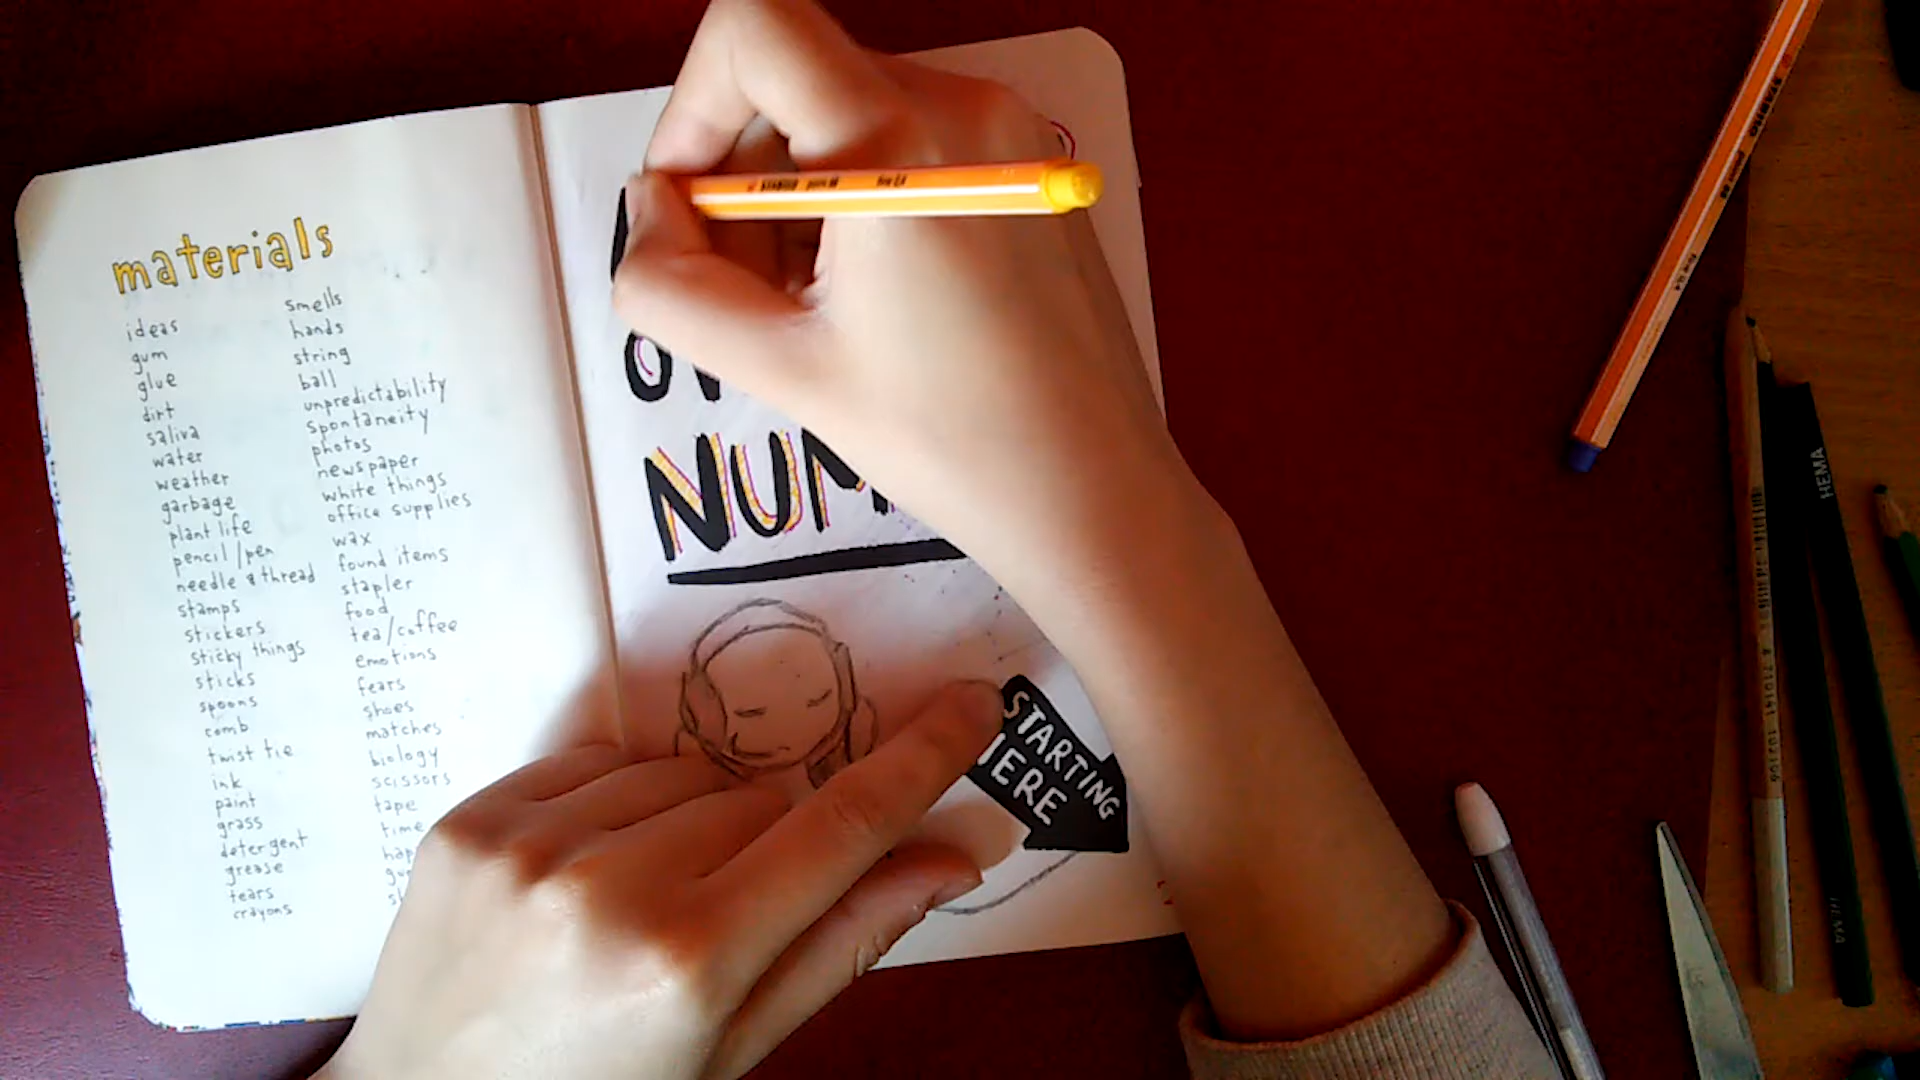 materials
ideas
gum
glue
dirt
saliva
water
weather
garbage
plant life
pencil/pen
needle & thread
stamps
stickers
sticky things
sticks
spoons
comb
twist tie
ink
paint
grass
detergent
grease
tears
crayons
smells
hands
string
ball
unpredictability
spontaneity
photos
newspaper
white things
office supplies
wax
found items
stapler
food
tea/coffee
emotions
fears
shoes
matches
biology
scissors
tape
time
STARTING
HERE
STABILO point 88
HEMA